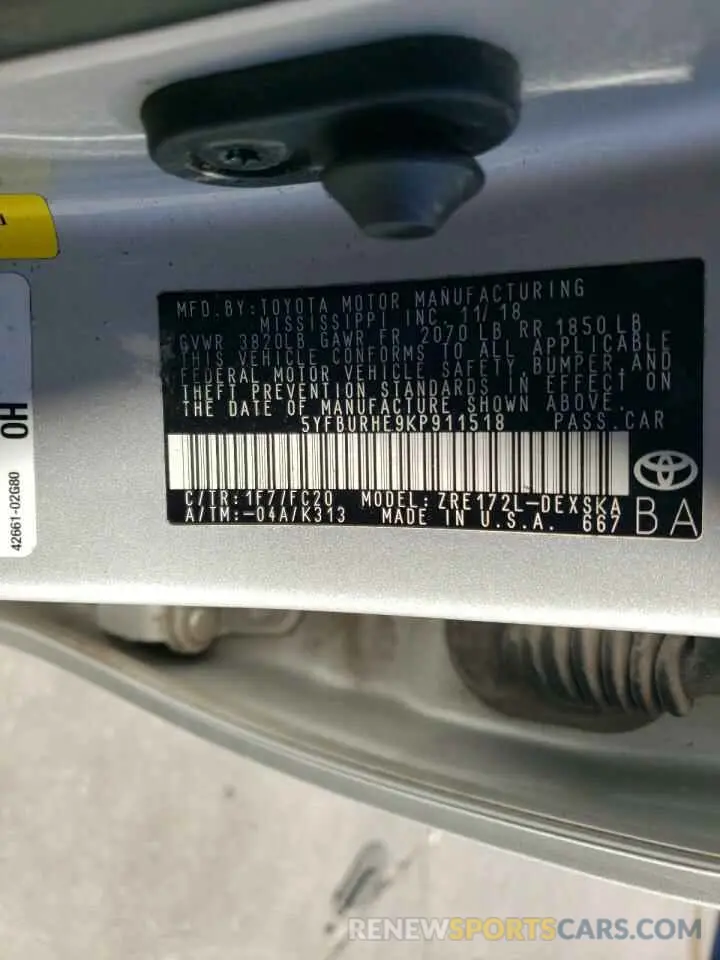 MFD.BY:TOYOTA MOTOR MANUFACTURING
MISSISSIPPI INC. 11/18
GVWR 3820LB GAWR FR 2070 LB RR 1850 LB
THIS VEHICLE CONFORMS TO ALL APPLICABLE
FEDERAL MOTOR VEHICLE SAFETY,BUMPER,AND
THEFT PREVENTION STANDARDS IN EFFECT ON
THE DATE OF MANUFACTURE SHOWN ABOVE.
5YFBURHE9KP911518 PASS.CAR
C/TR:1F7/FC20 MODEL:ZRE172L-DEXSKA
A/TM:-04A/K313 MADE IN U.S.A. 667
BA
42661-02G80
RENEWSPORTSCARS.COM